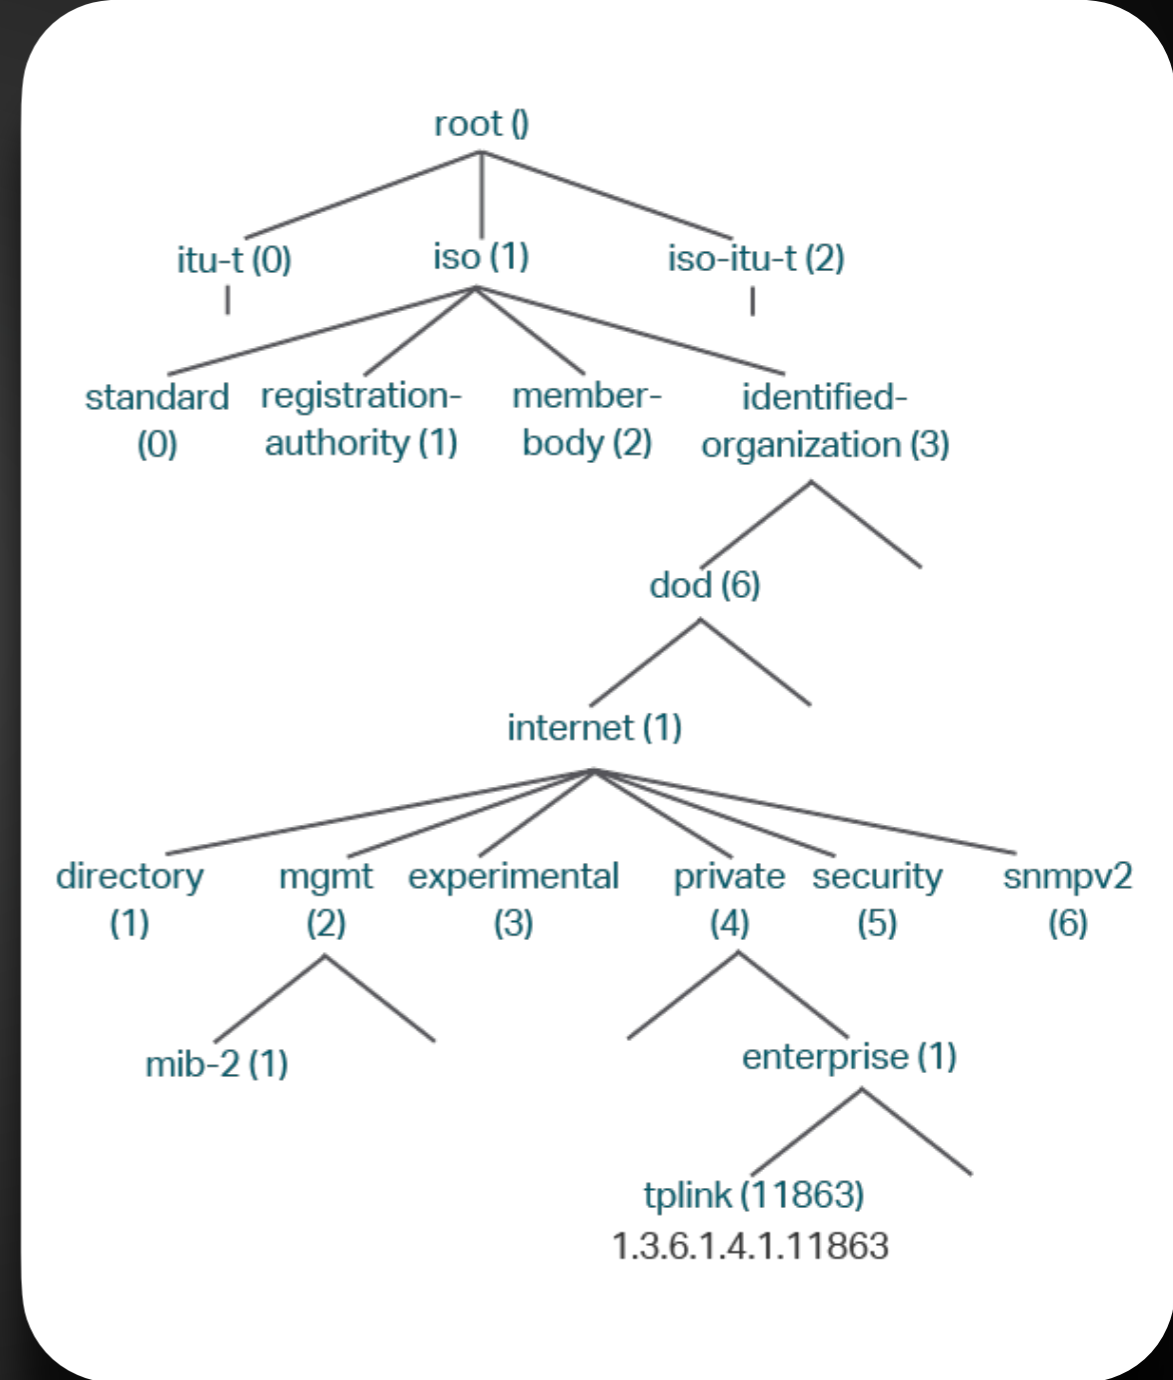 root ()
itu-t (0) iso (1) iso-itu-t (2)
standard registration- member- identified-
(0) authority (1) body (2) organization (3)
dod (6)
internet (1)
directory mgmt experimental private security snmpv2
(1) (2) (3) (4) (5) (6)
mib-2 (1) enterprise (1)
tplink (11863)
1.3.6.1.4.1.11863